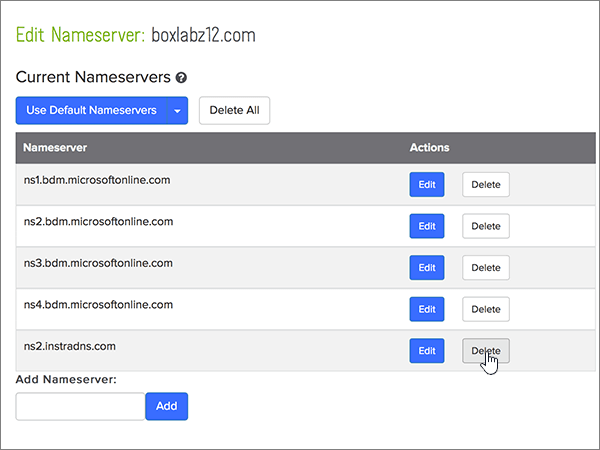 Edit Nameserver: boxlabz12.com
Current Nameservers ?
Use Default Nameservers Delete All
Nameserver Actions
ns1.bdm.microsoftonline.com Edit Delete
ns2.bdm.microsoftonline.com Edit Delete
ns3.bdm.microsoftonline.com Edit Delete
ns4.bdm.microsoftonline.com Edit Delete
ns2.instradns.com Edit Delete
Add Nameserver:
Add